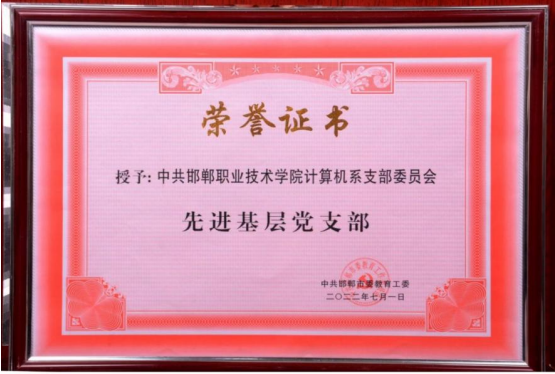 荣誉证书
授予:中共邯郸职业技术学院计算机系支部委员会
先进基层党支部
中共邯郸市委教育工委
二〇二二年七月一日